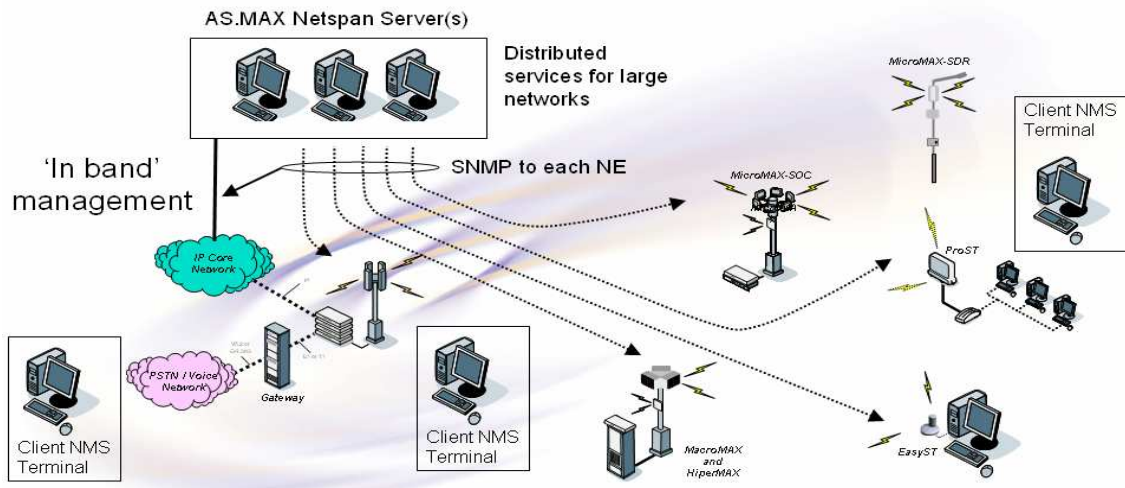 AS.MAX Netspan Server(s)
Distributed
services for large
networks
MicroMAX-SDR
Client NMS
Terminal
'In band'
management
SNMP to each NE
MicroMAX-SOC
IP Core
Network
ProST
PSTN / Voice
Network
Gateway
Client NMS
Terminal
Client NMS
Terminal
MacroMAX
and
HiperMAX
EasyST